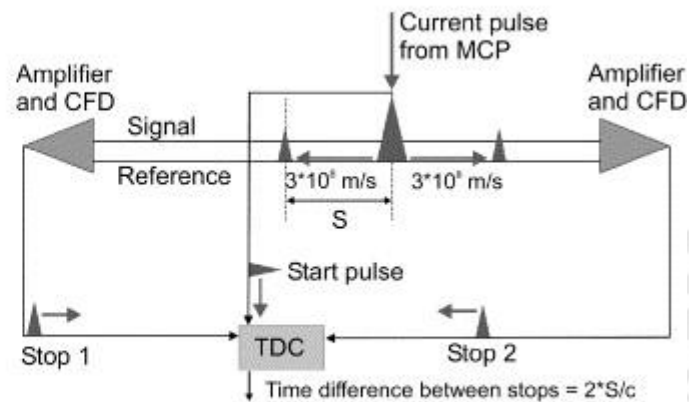 Current pulse
from MCP
Amplifier
and CFD
Amplifier
and CFD
Signal
Reference
3*10⁸ m/s
3*10⁸ m/s
S
Start pulse
Stop 1
TDC
Stop 2
Time difference between stops = 2*S/c